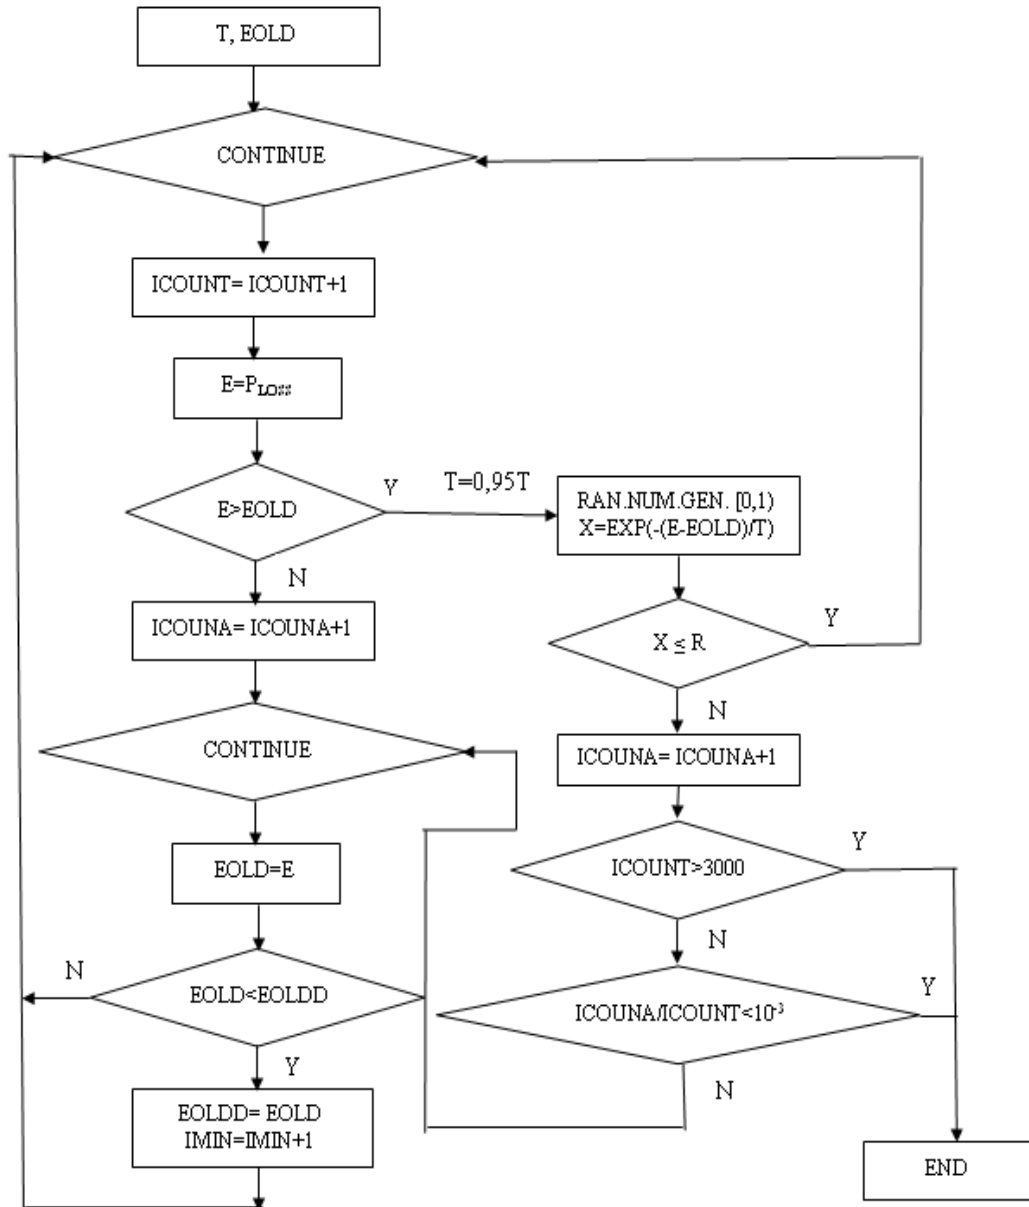 T, EOLD
CONTINUE
ICOUNT= ICOUNT+1
E=P_LOSS
E>EOLD
Y
T=0,95T
RAN.NUM.GEN. [0,1)
X=EXP(-(E-EOLD)/T)
N
ICOUNA= ICOUNA+1
X ≤ R
Y
N
CONTINUE
ICOUNA= ICOUNA+1
EOLD=E
ICOUNT>3000
Y
N
EOLD<EOLDD
N
Y
ICOUNA/ICOUNT<10⁻³
Y
N
EOLDD= EOLD
IMIN=IMIN+1
END